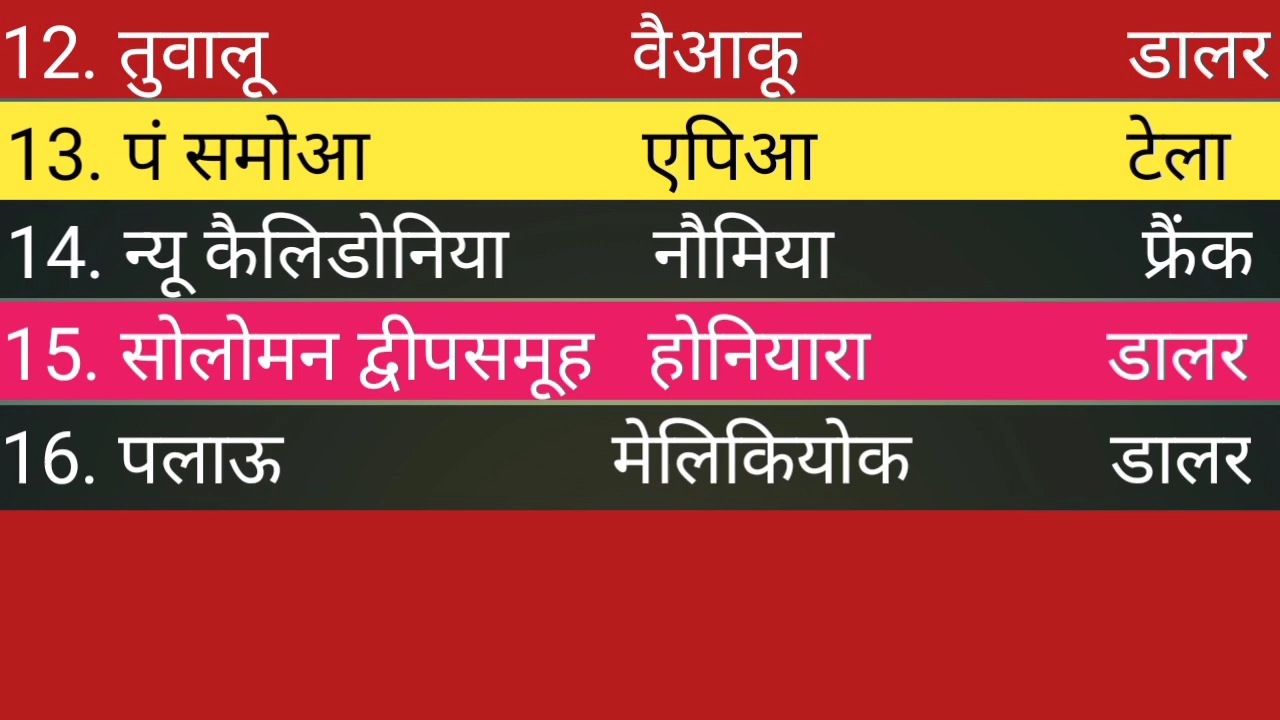 12. तुवालू वैआकू डालर
13. पं समोआ एपिआ टेला
14. न्यू कैलिडोनिया नौमिया फ्रैंक
15. सोलोमन द्वीपसमूह होनियारा डालर
16. पलाऊ मेलिकियोक डालर